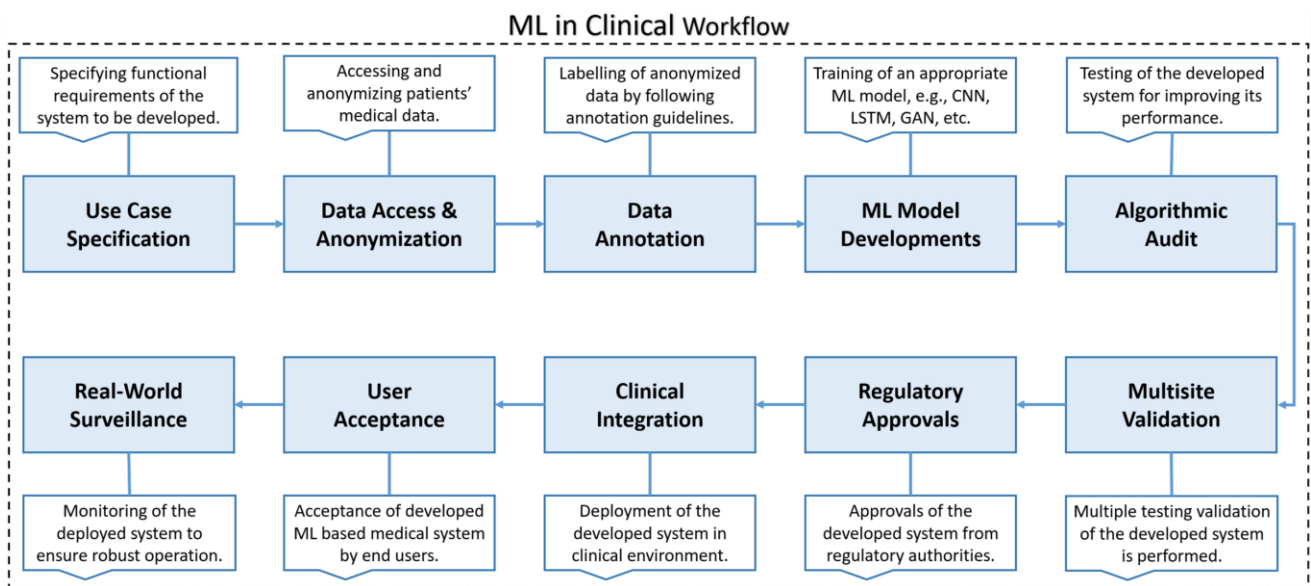 ML in Clinical Workflow
Specifying functional
requirements of the
system to be developed.
Accessing and
anonymizing patients’
medical data.
Labelling of anonymized
data by following
annotation guidelines.
Training of an appropriate
ML model, e.g., CNN,
LSTM, GAN, etc.
Testing of the developed
system for improving its
performance.
Use Case
Specification
Data Access &
Anonymization
Data
Annotation
ML Model
Developments
Algorithmic
Audit
Real-World
Surveillance
User
Acceptance
Clinical
Integration
Regulatory
Approvals
Multisite
Validation
Monitoring of the
deployed system to
ensure robust operation.
Acceptance of developed
ML based medical system
by end users.
Deployment of the
developed system in
clinical environment.
Approvals of the
developed system from
regulatory authorities.
Multiple testing validation
of the developed system
is performed.